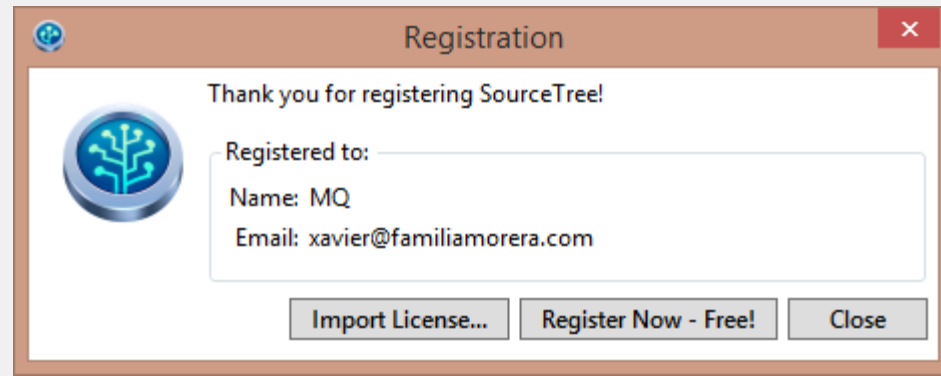 Registration
Thank you for registering SourceTree!
Registered to:
Name: MQ
Email: xavier@familiamorera.com
Import License... Register Now - Free! Close